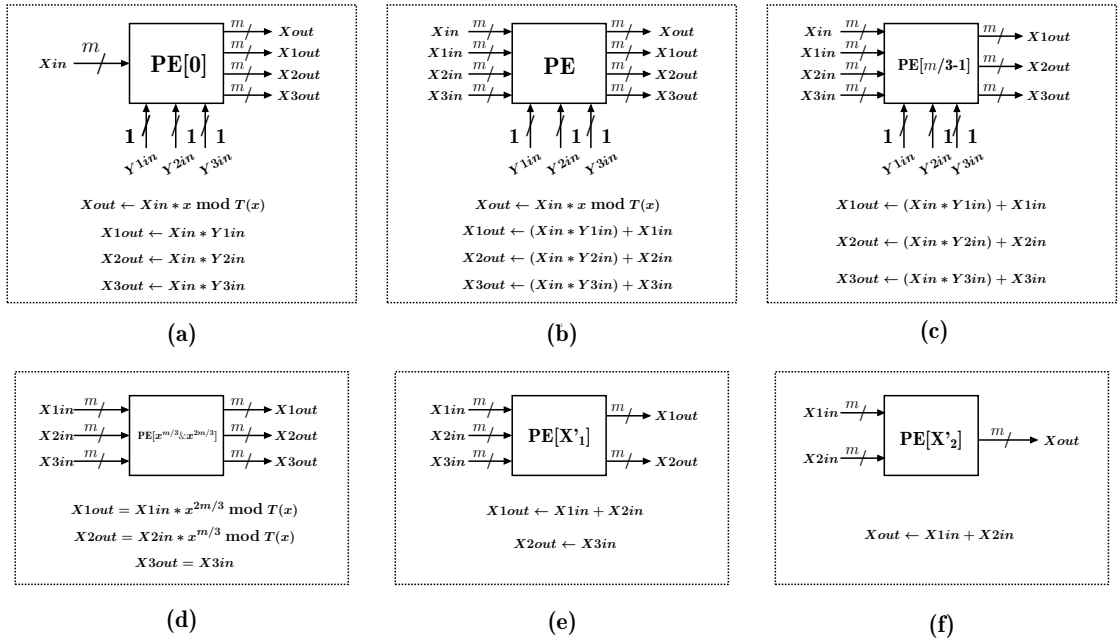 Xin
m
PE[0]
m Xout
m X1out
m X2out
m X3out
1 1 1
Y1in Y2in Y3in
Xout ← Xin * x mod T(x)
X1out ← Xin * Y1in
X2out ← Xin * Y2in
X3out ← Xin * Y3in
(a)
Xin m
X1in m
X2in m
X3in m
PE
m Xout
m X1out
m X2out
m X3out
1 1 1
Y1in Y2in Y3in
Xout ← Xin * x mod T(x)
X1out ← (Xin * Y1in) + X1in
X2out ← (Xin * Y2in) + X2in
X3out ← (Xin * Y3in) + X3in
(b)
Xin m
X1in m
X2in m
X3in m
PE[m/3-1]
m X1out
m X2out
m X3out
1 1 1
Y1in Y2in Y3in
X1out ← (Xin * Y1in) + X1in
X2out ← (Xin * Y2in) + X2in
X3out ← (Xin * Y3in) + X3in
(c)
X1in m
X2in m
X3in m
PE[x^{m/3}&x^{2m/3}]
m X1out
m X2out
m X3out
X1out = X1in * x^{2m/3} mod T(x)
X2out = X2in * x^{m/3} mod T(x)
X3out = X3in
(d)
X1in m
X2in m
X3in m
PE[X'₁]
m X1out
m X2out
X1out ← X1in + X2in
X2out ← X3in
(e)
X1in m
X2in m
PE[X'₂]
m Xout
Xout ← X1in + X2in
(f)